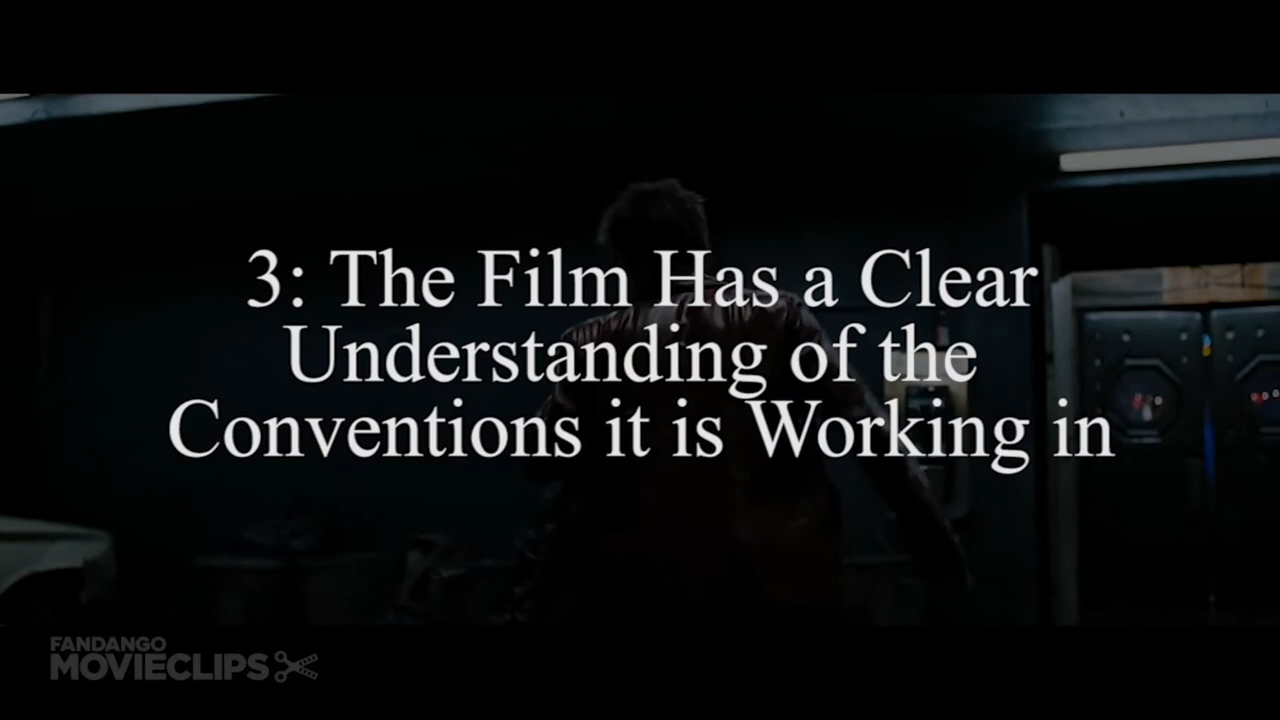 3: The Film Has a Clear
Understanding of the
Conventions it is Working in
FANDANGO
MOVIECLIPS